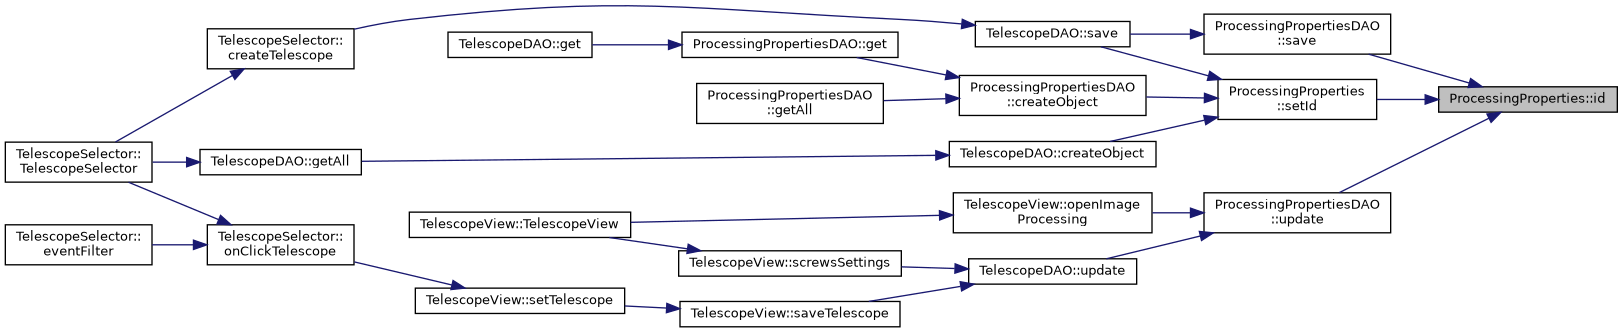 TelescopeSelector::
createTelescope
TelescopeDAO::get
ProcessingPropertiesDAO::get
TelescopeDAO::save
ProcessingPropertiesDAO
::save
ProcessingPropertiesDAO
::getAll
ProcessingPropertiesDAO
::createObject
ProcessingProperties
::setId
ProcessingProperties::id
TelescopeSelector::
TelescopeSelector
TelescopeDAO::getAll
TelescopeDAO::createObject
TelescopeView::openImage
Processing
ProcessingPropertiesDAO
::update
TelescopeView::TelescopeView
TelescopeSelector::
eventFilter
TelescopeSelector::
onClickTelescope
TelescopeView::screwsSettings
TelescopeDAO::update
TelescopeView::setTelescope
TelescopeView::saveTelescope